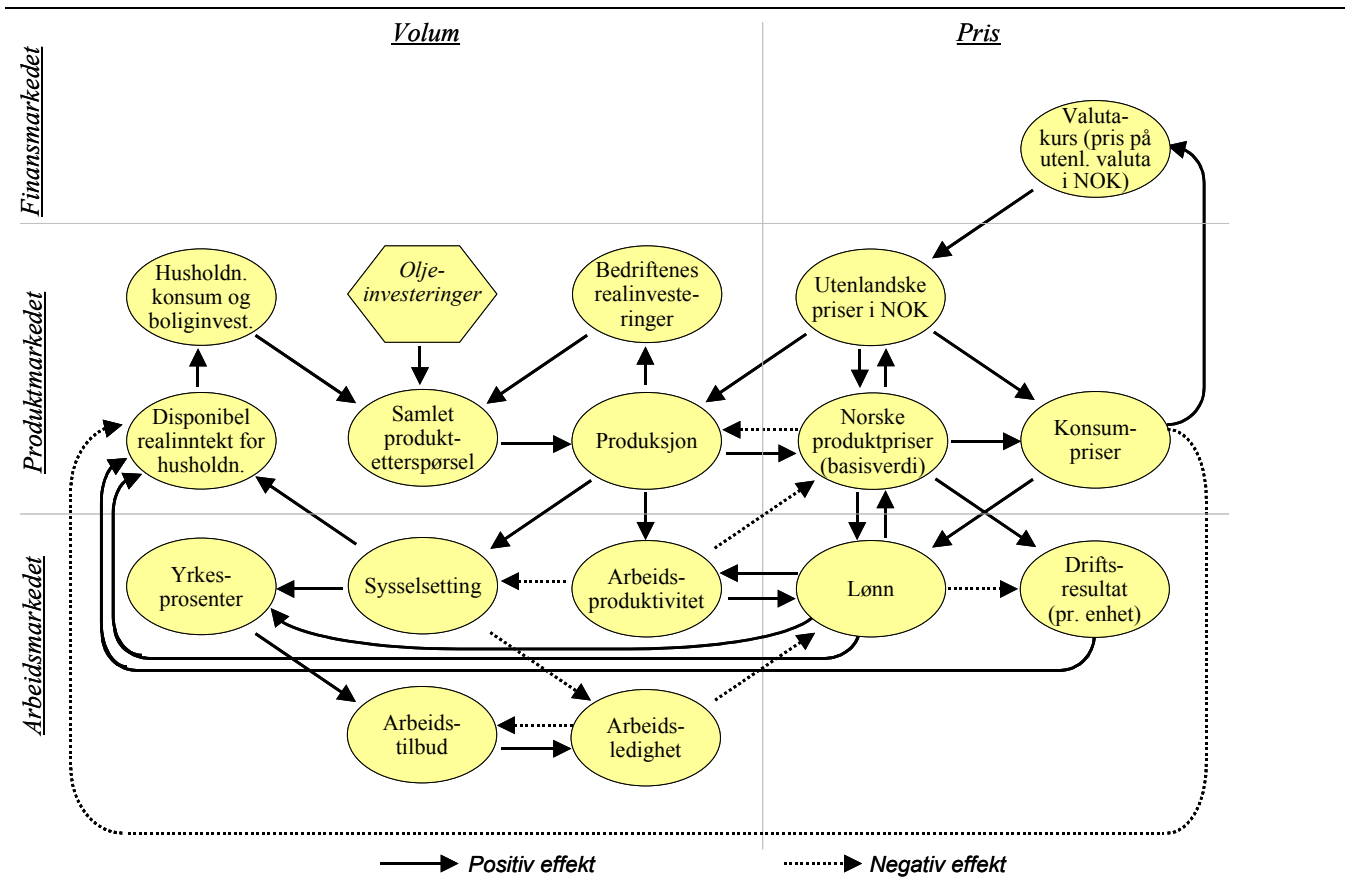 Volum
Pris
Finansmarkedet
Valuta-
kurs (pris på
utenl. valuta
i NOK)
Produktmarkedet
Husholdn.
konsum og
boliginvest.
Olje-
investeringer
Bedriftenes
realinveste-
ringer
Utenlandske
priser i NOK
Disponibel
realinntekt for
husholdn.
Samlet
produkt-
etterspørsel
Produksjon
Norske
produktpriser
(basisverdi)
Konsum-
priser
Arbeidsmarkedet
Yrkes-
prosenter
Sysselsetting
Arbeids-
produktivitet
Lønn
Drifts-
resultat
(pr. enhet)
Arbeids-
tilbud
Arbeids-
ledighet
Positiv effekt
Negativ effekt